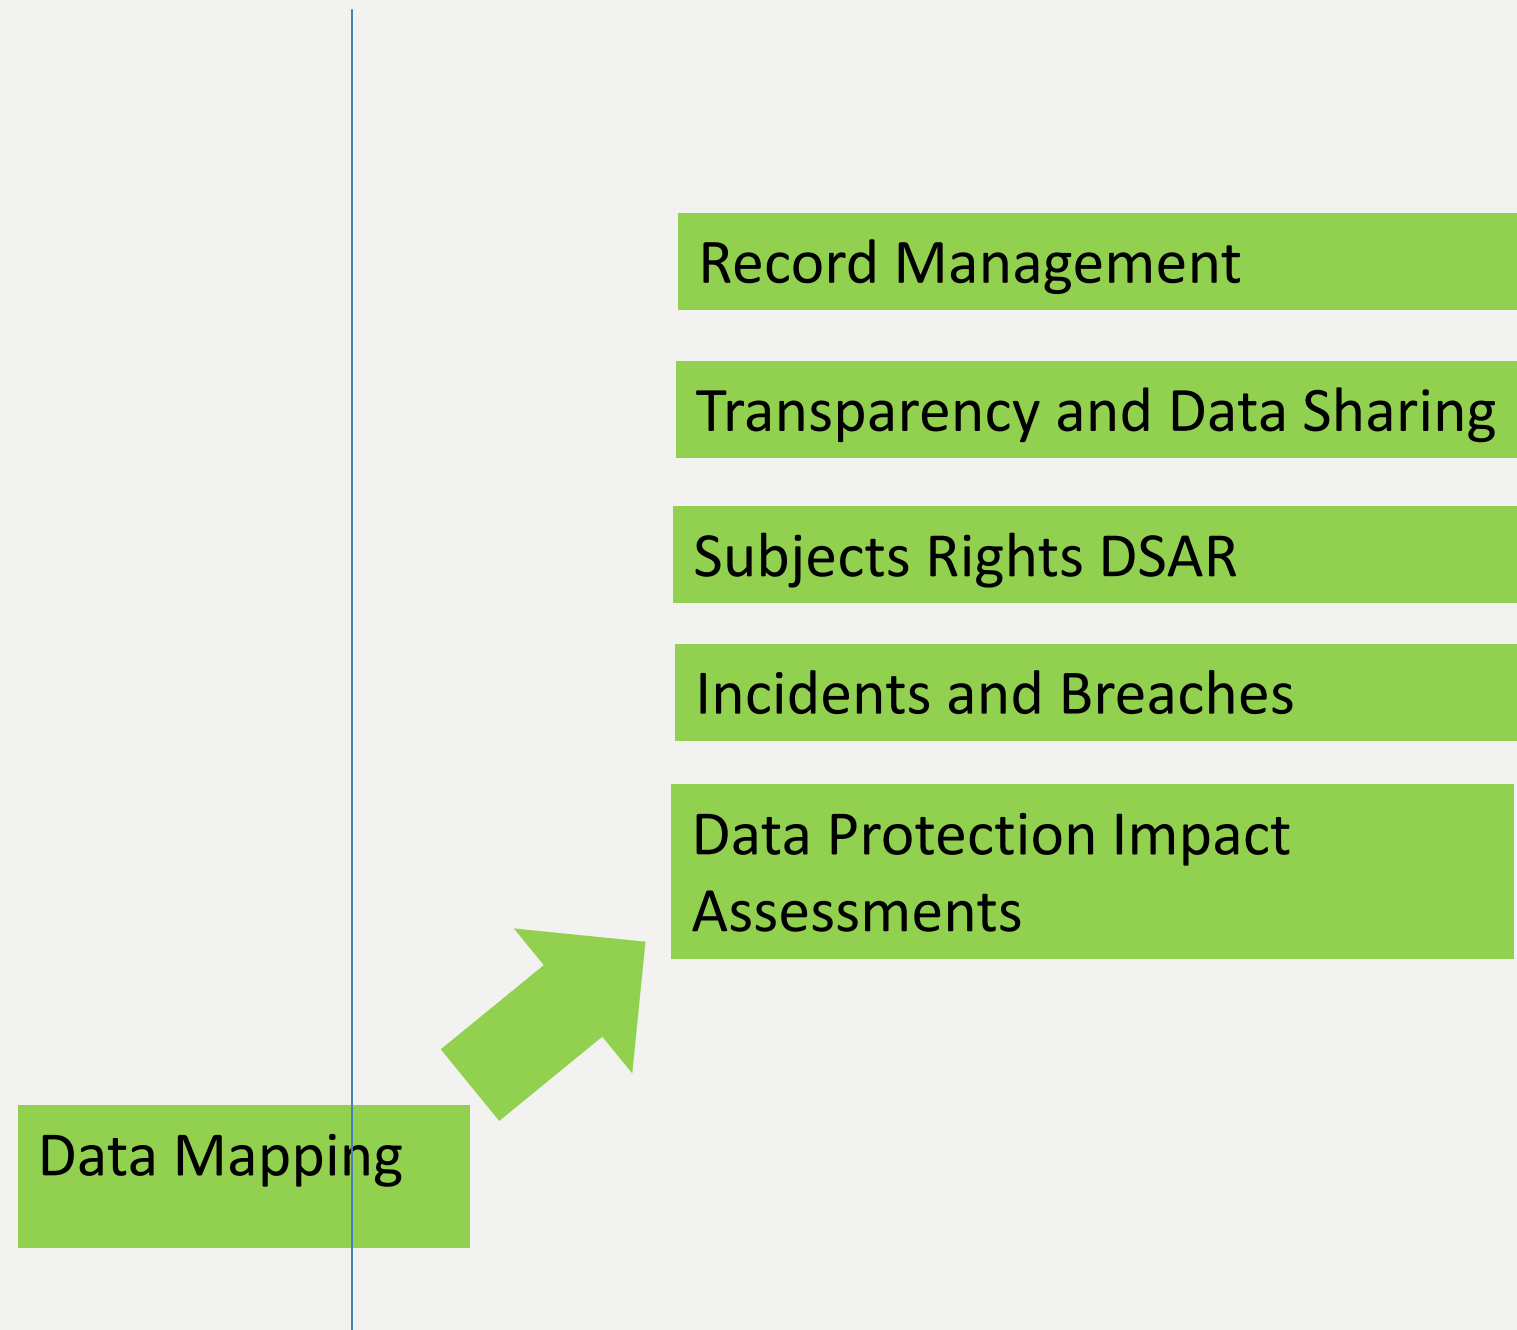 Record Management
Transparency and Data Sharing
Subjects Rights DSAR
Incidents and Breaches
Data Protection Impact
Assessments
Data Mapping